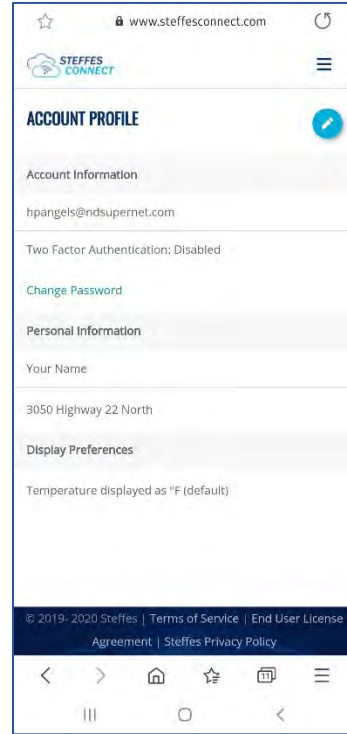 www.steffesconnect.com
STEFFES
CONNECT
ACCOUNT PROFILE
Account Information
hpangels@ndsupernet.com
Two Factor Authentication: Disabled
Change Password
Personal Information
Your Name
3050 Highway 22 North
Display Preferences
Temperature displayed as °F (default)
© 2019- 2020 Steffes | Terms of Service | End User License
Agreement | Steffes Privacy Policy
11